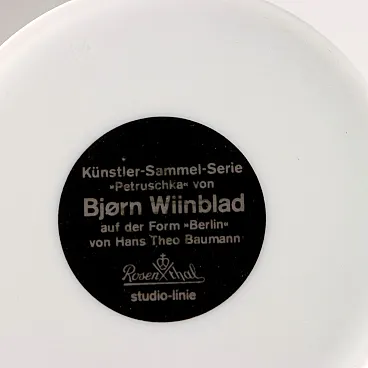 Künstler-Sammel-Serie
»Petruschka« von
Bjørn Wiinblad
auf der Form »Berlin«
von Hans Theo Baumann
Rosenthal
studio-linie